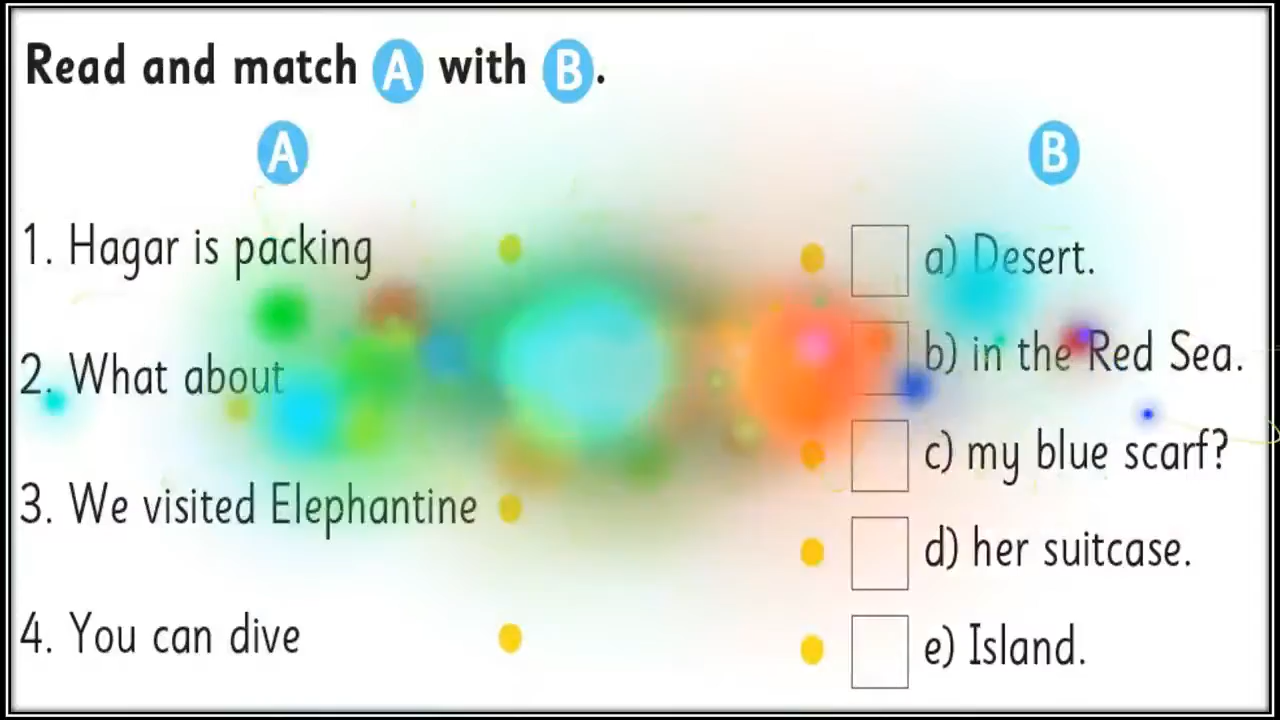 Read and match A with B.
A
B
1. Hagar is packing
a) Desert.
2. What about
b) in the Red Sea.
c) my blue scarf?
3. We visited Elephantine
d) her suitcase.
4. You can dive
e) Island.